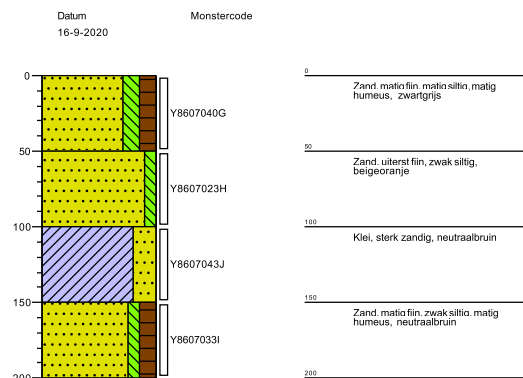 Datum Monstercode
16-9-2020
0 0
Zand, matig fijn, matig siltig, matig
humeus, zwartgrijs
Y8607040G
50 50
Zand, uiterst fijn, zwak siltig,
beigeoranje
Y8607023H
100 100
Klei, sterk zandig, neutraalbruin
Y8607043J
150 150
Zand, matig fijn, zwak siltig, matig
humeus, neutraalbruin
Y8607033I
200 200